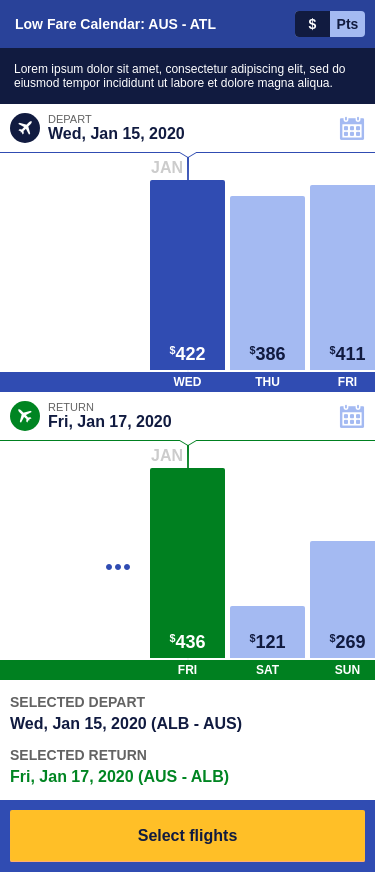 Low Fare Calendar: AUS - ATL
$ Pts
Lorem ipsum dolor sit amet, consectetur adipiscing elit, sed do
eiusmod tempor incididunt ut labore et dolore magna aliqua.
DEPART
Wed, Jan 15, 2020
JAN
$422 $386 $411
WED THU FRI
RETURN
Fri, Jan 17, 2020
JAN
$436 $121 $269
FRI SAT SUN
SELECTED DEPART
Wed, Jan 15, 2020 (ALB - AUS)
SELECTED RETURN
Fri, Jan 17, 2020 (AUS - ALB)
Select flights